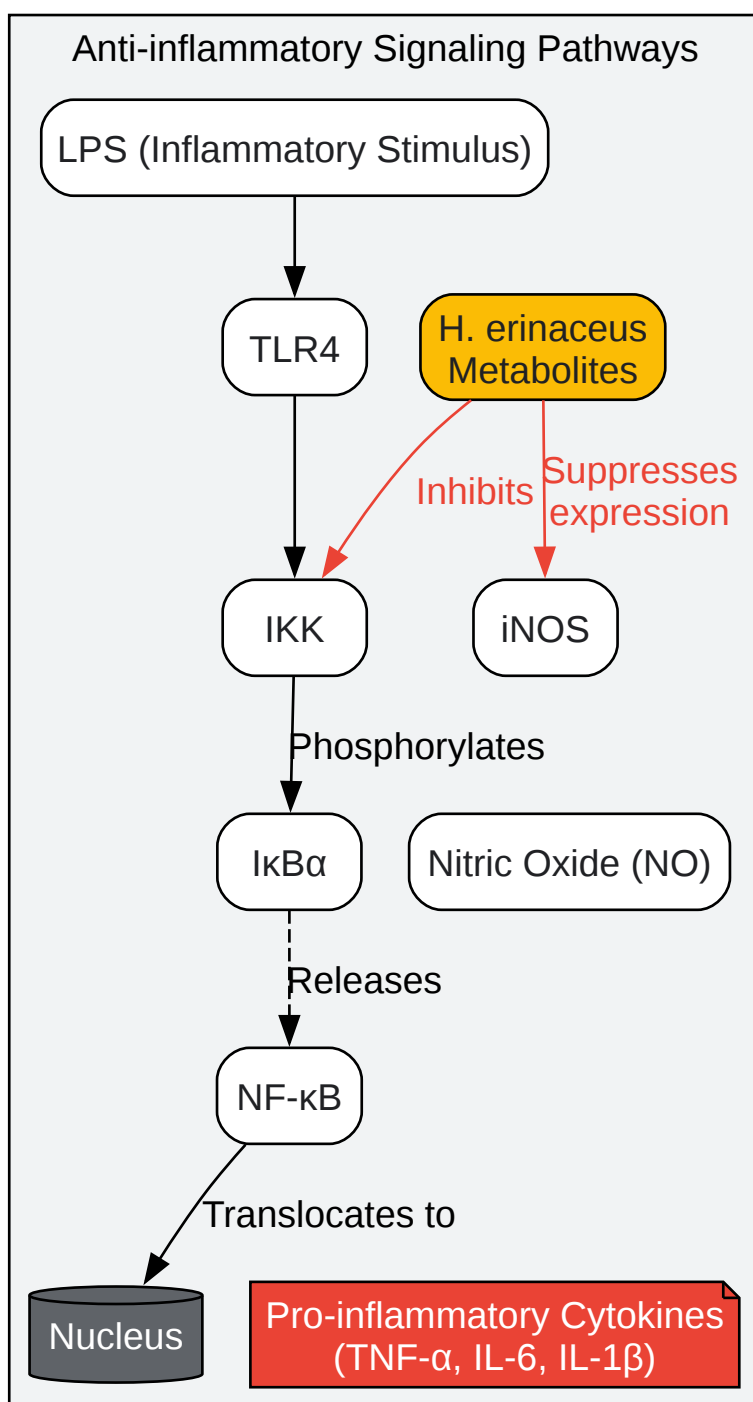 Anti-inflammatory Signaling Pathways
LPS (Inflammatory Stimulus)
TLR4
H. erinaceus
Metabolites
Inhibits
Suppresses
expression
IKK
iNOS
Phosphorylates
IκBα
Nitric Oxide (NO)
Releases
NF-κB
Translocates to
Nucleus
Pro-inflammatory Cytokines
(TNF-α, IL-6, IL-1β)